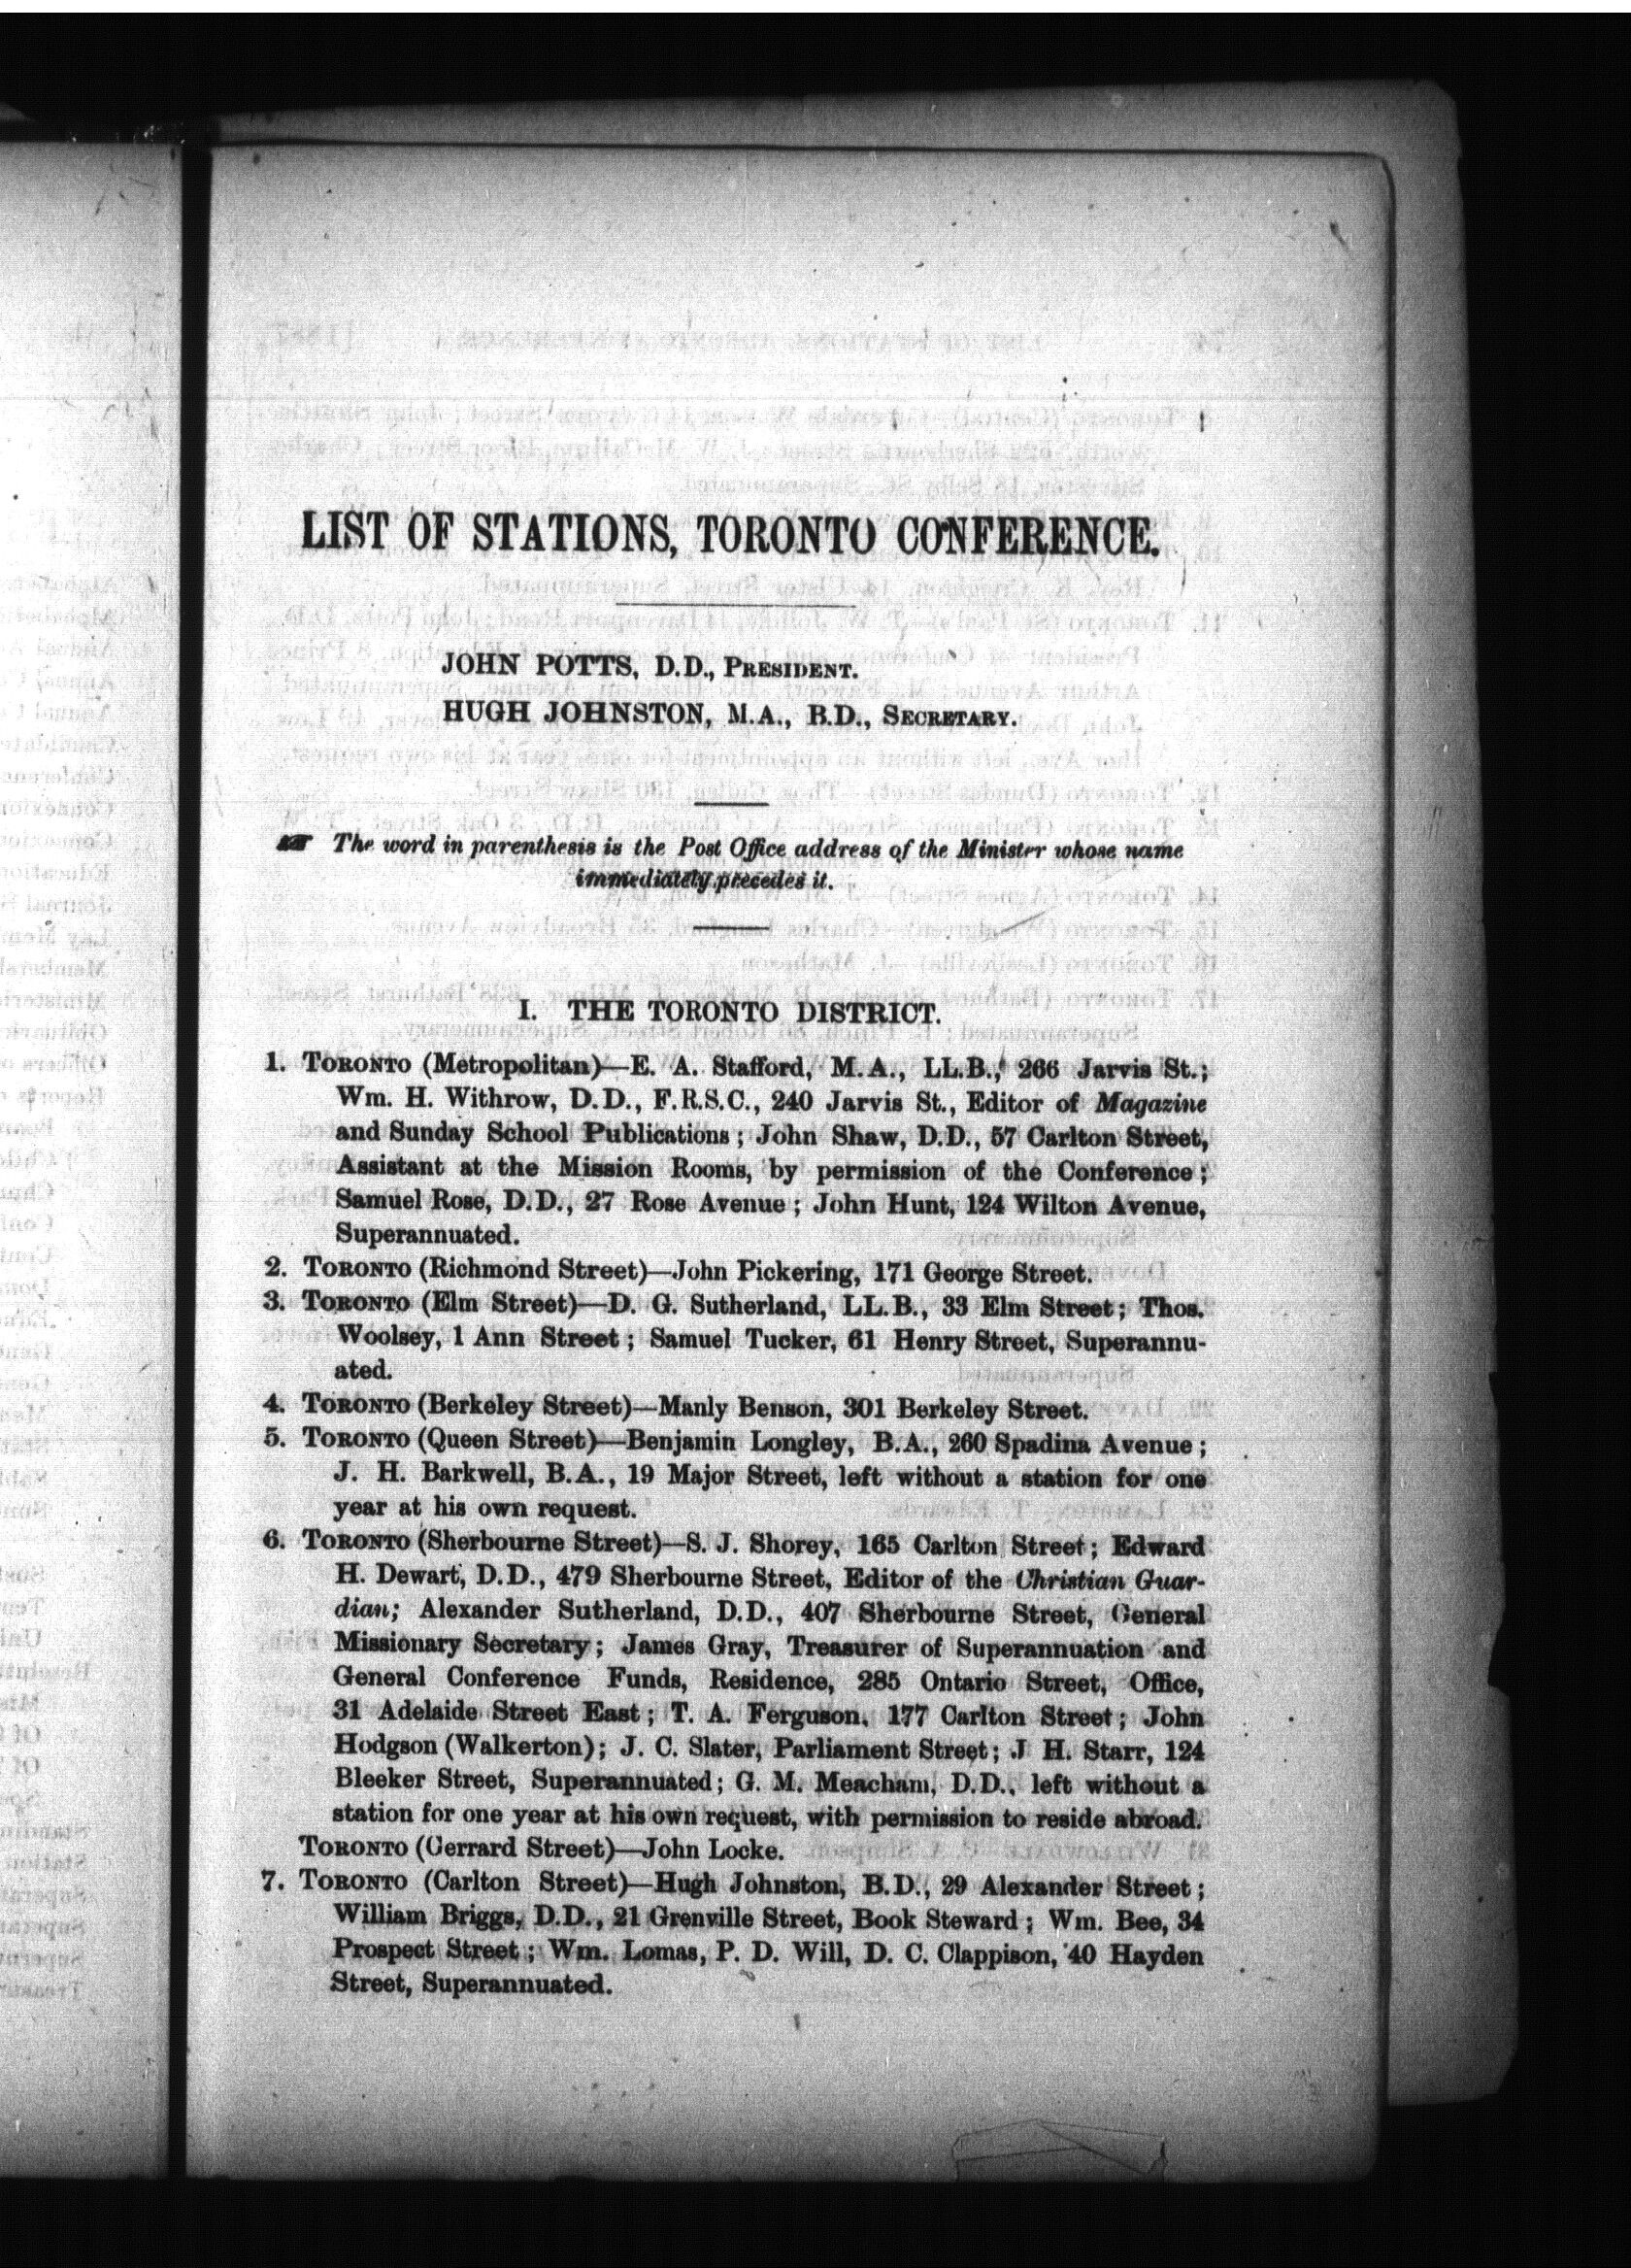 LIST OF STATIONS, TORONTO CONFERENCE.
JOHN POTTS, D.D., PRESIDENT.
HUGH JOHNSTON, M.A., B.D., SECRETARY.
☞ The word in parenthesis is the Post Office address of the Minister whose name
immediately precedes it.
I. THE TORONTO DISTRICT.
1. TORONTO (Metropolitan)—E. A. Stafford, M.A., LL.B., 266 Jarvis St.;
Wm. H. Withrow, D.D., F.R.S.C., 240 Jarvis St., Editor of Magazine
and Sunday School Publications; John Shaw, D.D., 57 Carlton Street,
Assistant at the Mission Rooms, by permission of the Conference;
Samuel Rose, D.D., 27 Rose Avenue; John Hunt, 124 Wilton Avenue,
Superannuated.
2. TORONTO (Richmond Street)—John Pickering, 171 George Street.
3. TORONTO (Elm Street)—D. G. Sutherland, LL.B., 33 Elm Street; Thos.
Woolsey, 1 Ann Street; Samuel Tucker, 61 Henry Street, Superannu-
ated.
4. TORONTO (Berkeley Street)—Manly Benson, 301 Berkeley Street.
5. TORONTO (Queen Street)—Benjamin Longley, B.A., 260 Spadina Avenue;
J. H. Barkwell, B.A., 19 Major Street, left without a station for one
year at his own request.
6. TORONTO (Sherbourne Street)—S. J. Shorey, 165 Carlton Street; Edward
H. Dewart, D.D., 479 Sherbourne Street, Editor of the Christian Guar-
dian; Alexander Sutherland, D.D., 407 Sherbourne Street, General
Missionary Secretary; James Gray, Treasurer of Superannuation and
General Conference Funds, Residence, 285 Ontario Street, Office,
31 Adelaide Street East; T. A. Ferguson, 177 Carlton Street; John
Hodgson (Walkerton); J. C. Slater, Parliament Street; J H. Starr, 124
Bleeker Street, Superannuated; G. M. Meacham, D.D., left without a
station for one year at his own request, with permission to reside abroad.
TORONTO (Gerrard Street)—John Locke.
7. TORONTO (Carlton Street)—Hugh Johnston, B.D., 29 Alexander Street;
William Briggs, D.D., 21 Grenville Street, Book Steward; Wm. Bee, 34
Prospect Street; Wm. Lomas, P. D. Will, D. C. Clappison, 40 Hayden
Street, Superannuated.